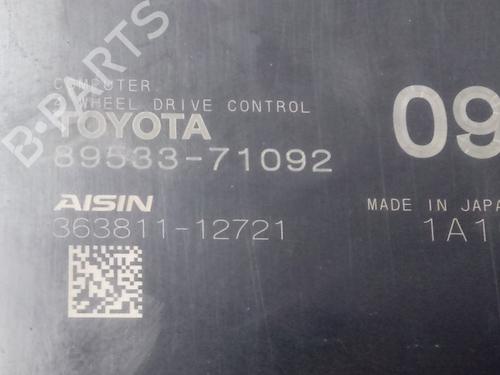 COMPUTER.
WHEEL DRIVE CONTROL
TOYOTA
89533-71092
09
AISIN
363811-12721
MADE IN JAPA
1A1
B-PARTS